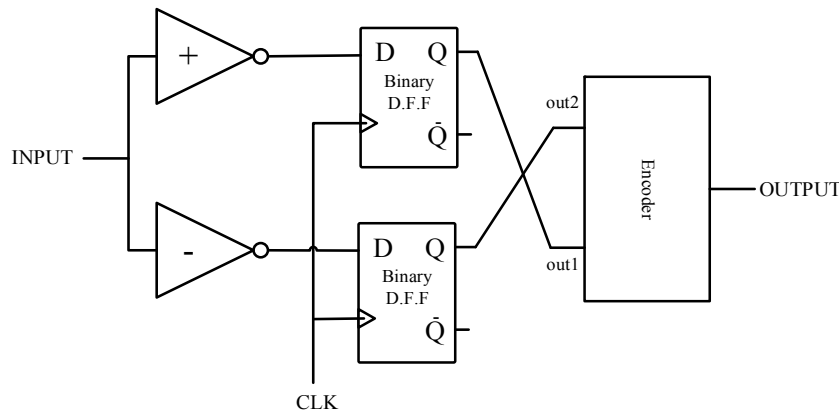 INPUT
+
D Q
Binary
D.F.F
Q̄
-
D Q
Binary
D.F.F
Q̄
CLK
out2
out1
Encoder
OUTPUT